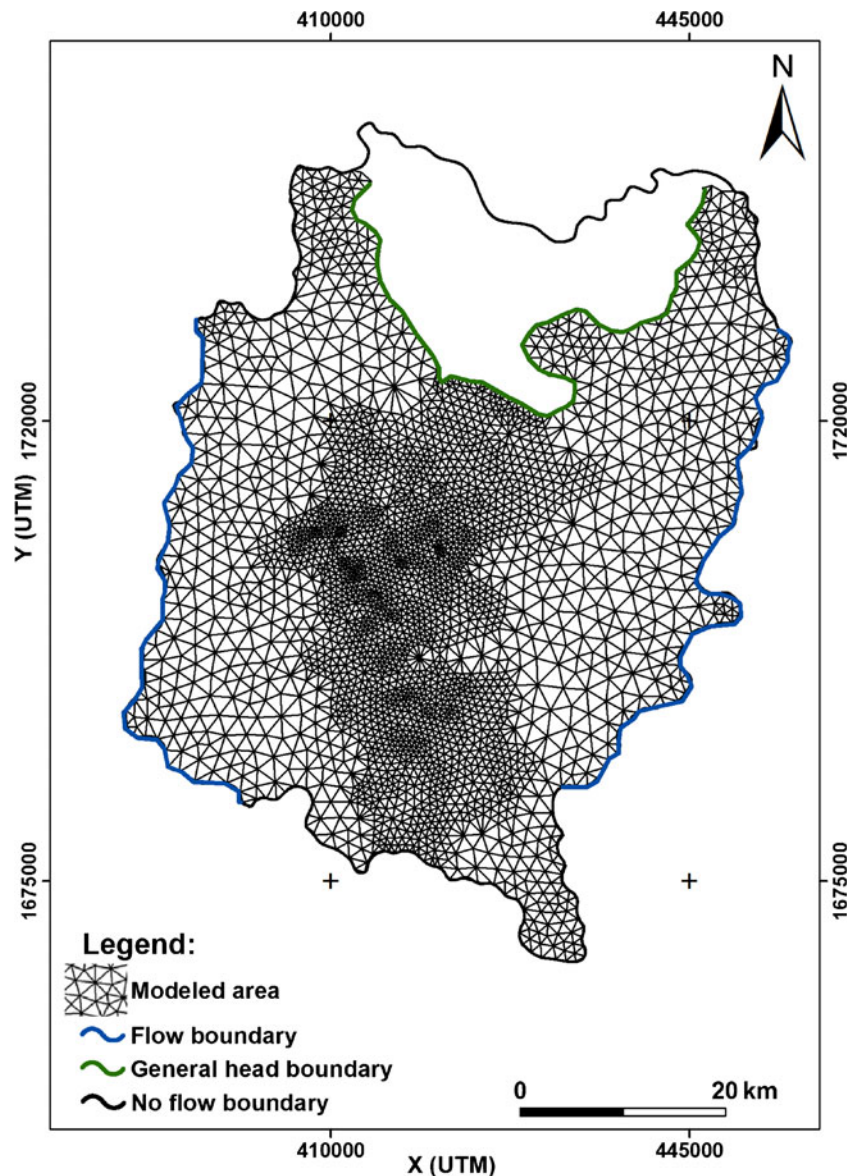 410000 445000
N
1720000 1720000
Y (UTM)
1675000 1675000
Legend:
Modeled area
Flow boundary
General head boundary
No flow boundary
0 20 km
410000 445000
X (UTM)